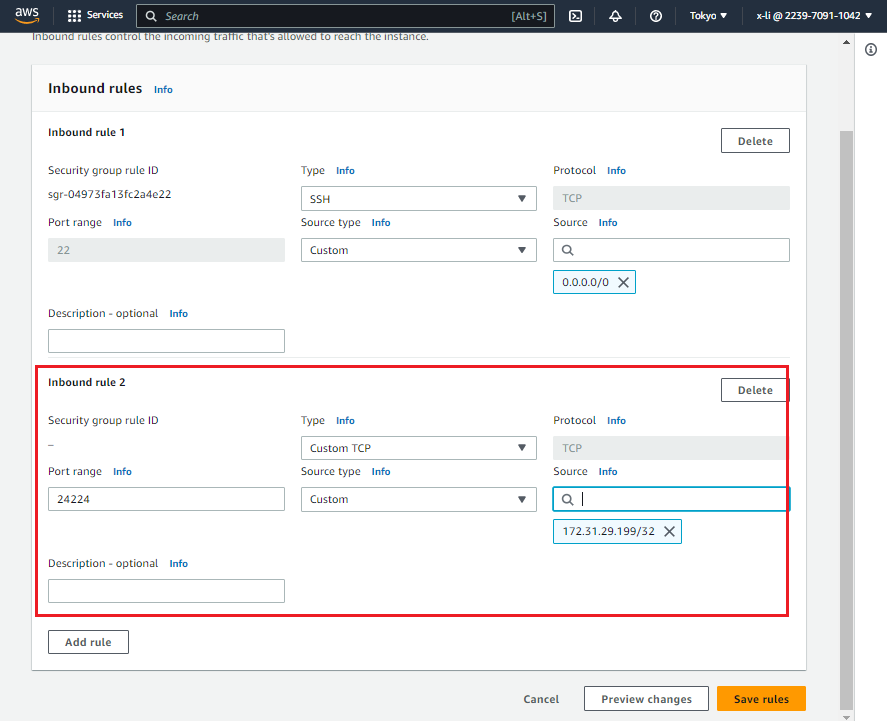 aws
Services
Search
[Alt+S]
Tokyo ▼
x-li @ 2239-7091-1042 ▼
Inbound rules control the incoming traffic that's allowed to reach the instance.
Inbound rules Info
Inbound rule 1
Delete
Security group rule ID
Type Info
Protocol Info
sgr-04973fa13fc2a4e22
SSH
TCP
Port range Info
Source type Info
Source Info
22
Custom
0.0.0.0/0
Description - optional Info
Inbound rule 2
Delete
Security group rule ID
Type Info
Protocol Info
–
Custom TCP
TCP
Port range Info
Source type Info
Source Info
24224
Custom
172.31.29.199/32
Description - optional Info
Add rule
Cancel
Preview changes
Save rules